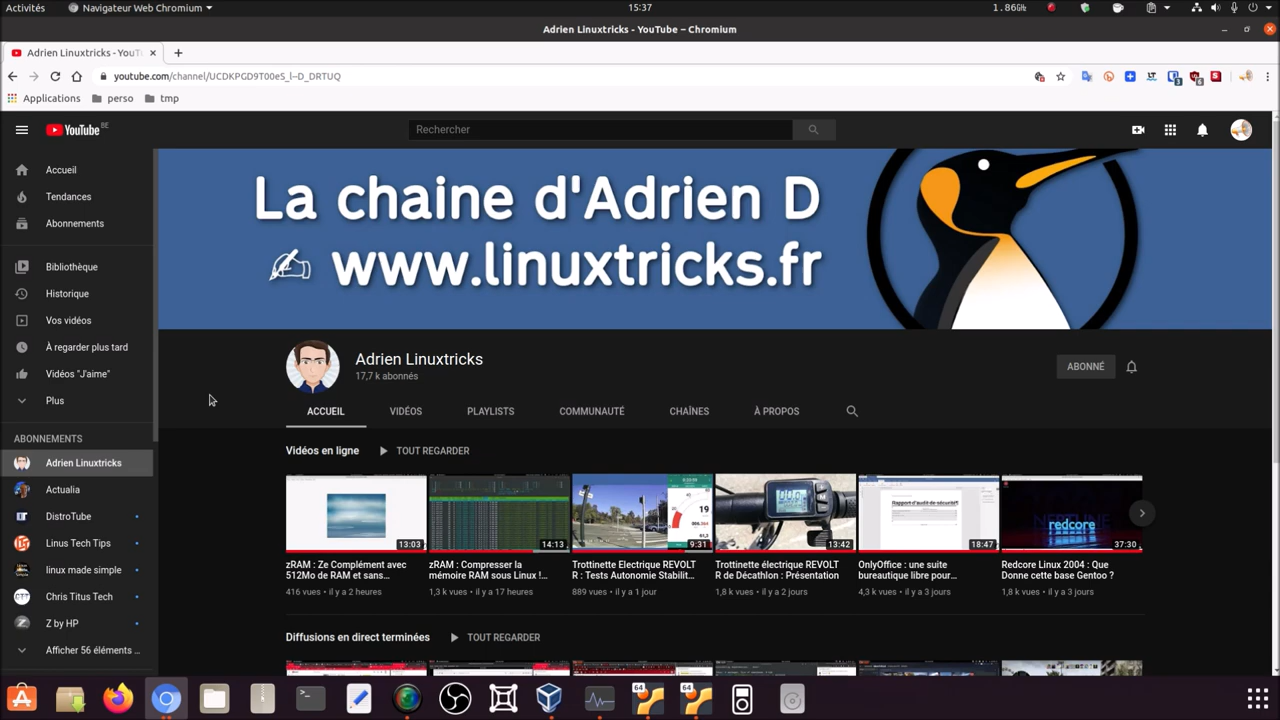 Activités
Navigateur Web Chromium
15:37
1.86GHz
Adrien Linuxtricks - YouTube – Chromium
Adrien Linuxtricks - YouT
youtube.com/channel/UCDKPGD9T00eS_l-D_DRTUQ
Applications
perso
tmp
YouTube BE
Rechercher
Accueil
Tendances
Abonnements
Bibliothèque
Historique
Vos vidéos
À regarder plus tard
Vidéos "J'aime"
Plus
ABONNEMENTS
Adrien Linuxtricks
Actualia
DistroTube
Linus Tech Tips
linux made simple
Chris Titus Tech
Z by HP
Afficher 56 éléments ...
La chaine d'Adrien D
www.linuxtricks.fr
Adrien Linuxtricks
17,7 k abonnés
ABONNÉ
ACCUEIL
VIDÉOS
PLAYLISTS
COMMUNAUTÉ
CHAÎNES
À PROPOS
Vidéos en ligne
TOUT REGARDER
13:03
zRAM : Ze Complément avec
512Mo de RAM et sans...
416 vues • il y a 2 heures
14:13
zRAM : Compresser la
mémoire RAM sous Linux !...
1,3 k vues • il y a 17 heures
9:31
Trottinette Electrique REVOLT
R : Tests Autonomie Stabilit...
889 vues • il y a 1 jour
13:42
Trottinette électrique REVOLT
R de Décathlon : Présentation
1,8 k vues • il y a 2 jours
Rapport d'audit de sécurité
18:47
OnlyOffice : une suite
bureautique libre pour...
4,3 k vues • il y a 3 jours
redcore
37:30
Redcore Linux 2004 : Que
Donne cette base Gentoo ?
1,8 k vues • il y a 3 jours
Diffusions en direct terminées
TOUT REGARDER
64
64